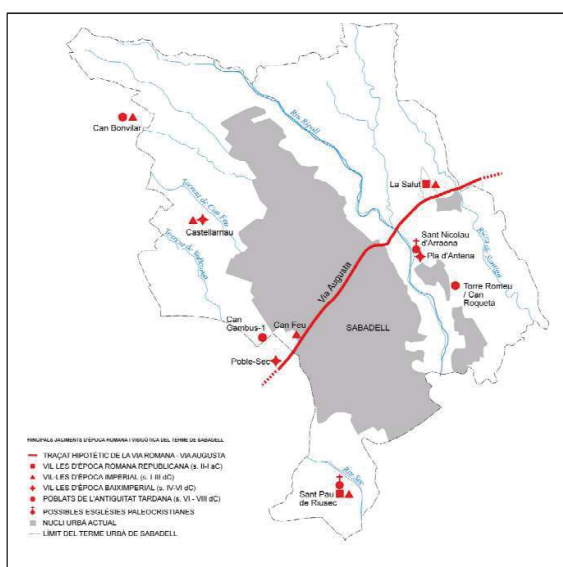 Can Bonvilar
Riu Ripoll
La Salut
Torrent de Can Feu
Castellarnau
Sant Nicolau
d'Arraona
Pla d'Antena
Via Augusta
Torre Romeu
/ Can
Roqueta
Can
Gambus-1
Can Feu
SABADELL
Poble-Sec
PRINCIPALS JACIMENTS D'ÈPOCA ROMANA I VISIGÒTICA DEL TERME DE SABADELL
TRAÇAT HIPOTÈTIC DE LA VIA ROMANA - VIA AUGUSTA
VIL·LES D'ÈPOCA ROMANA REPUBLICANA (s. II-I aC)
VIL·LES D'ÈPOCA IMPERIAL (s. I-III dC)
VIL·LES D'ÈPOCA BAIXIMPERIAL (s. IV-VI dC)
POBLATS DE L'ANTIGUITAT TARDANA (s. VI - VIII dC)
POSSIBLES ESGLÉSIES PALEOCRISTIANES
NUCLI URBÀ ACTUAL
LÍMIT DEL TERME URBÀ DE SABADELL
Riu Sec
Sant Pau
de Riusec